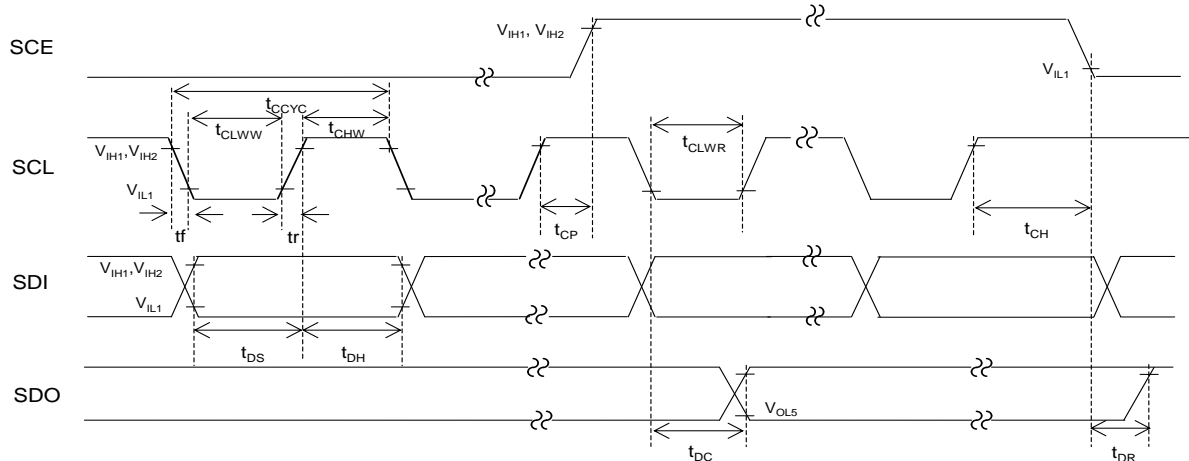 SCE
V_IH1, V_IH2
V_IL1
t_CCYC
t_CLWW
t_CHW
SCL
V_IH1,V_IH2
V_IL1
t_CLWR
tf
tr
t_CP
t_CH
SDI
V_IH1,V_IH2
V_IL1
t_DS
t_DH
SDO
V_OL5
t_DC
t_DR